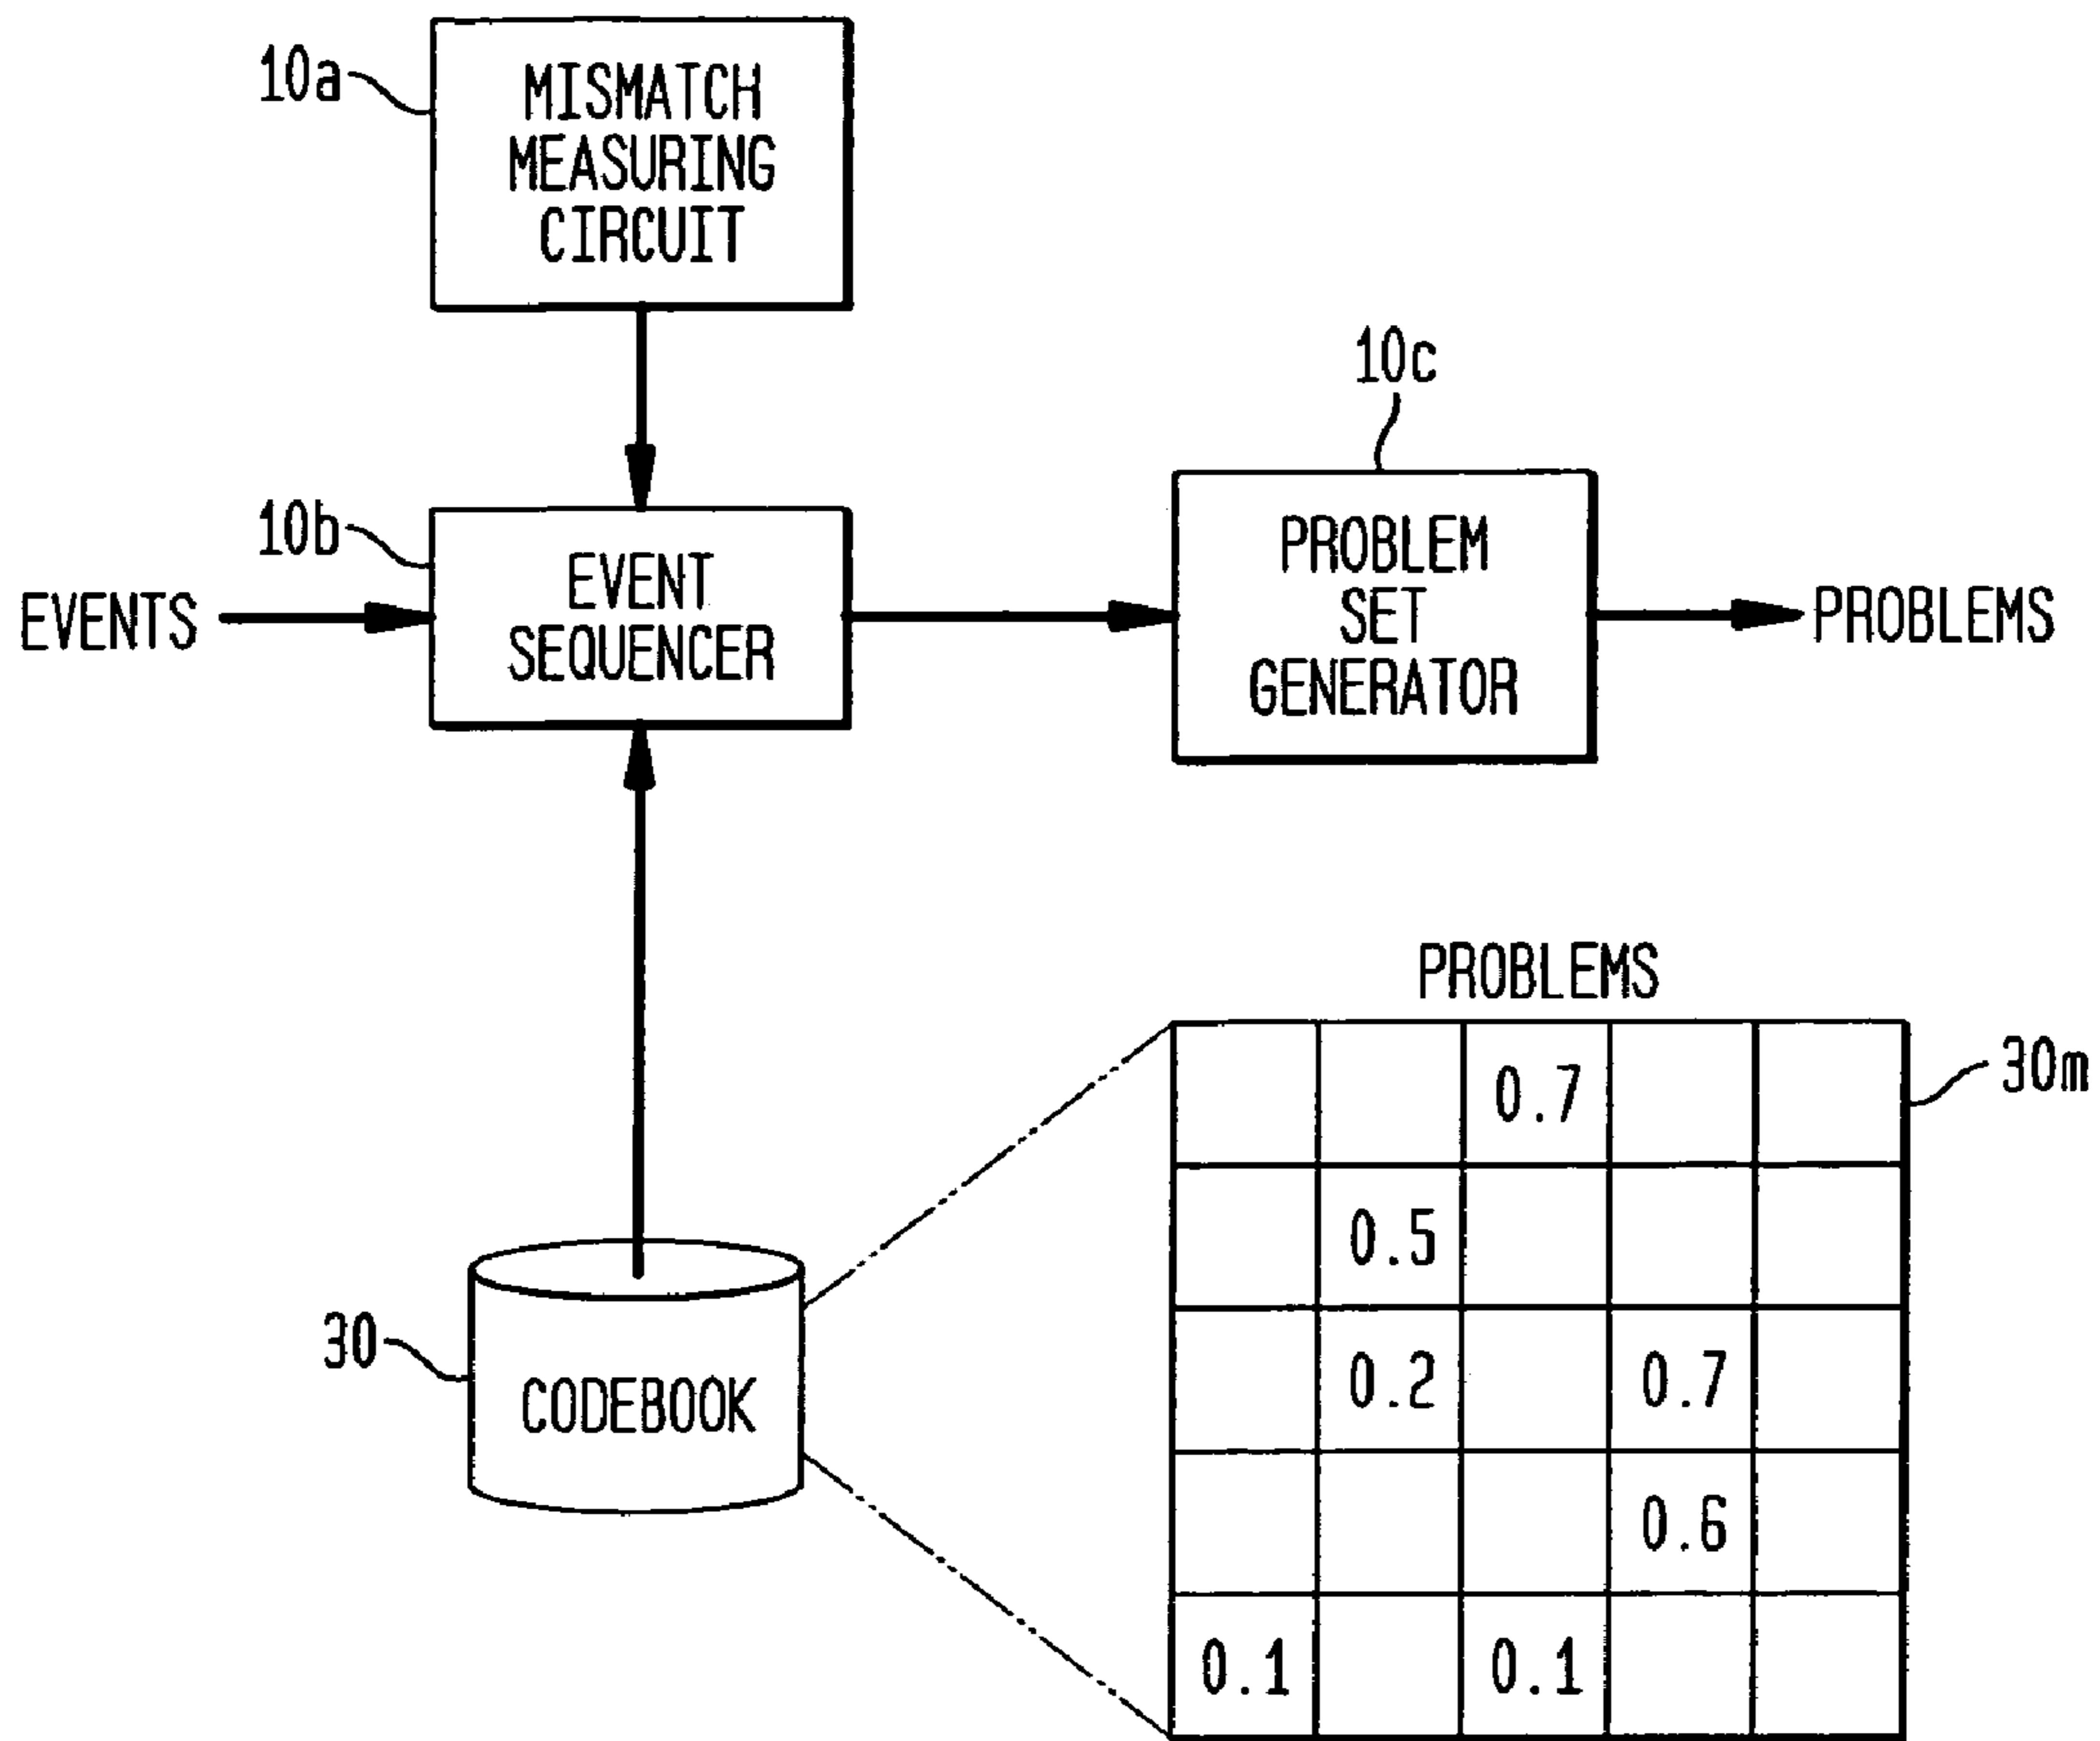 10a
MISMATCH
MEASURING
CIRCUIT
10c
10b
EVENTS
EVENT
SEQUENCER
PROBLEM
SET
GENERATOR
PROBLEMS
PROBLEMS
30m
0.7
0.5
0.2 0.7
0.6
0.1 0.1
30
CODEBOOK